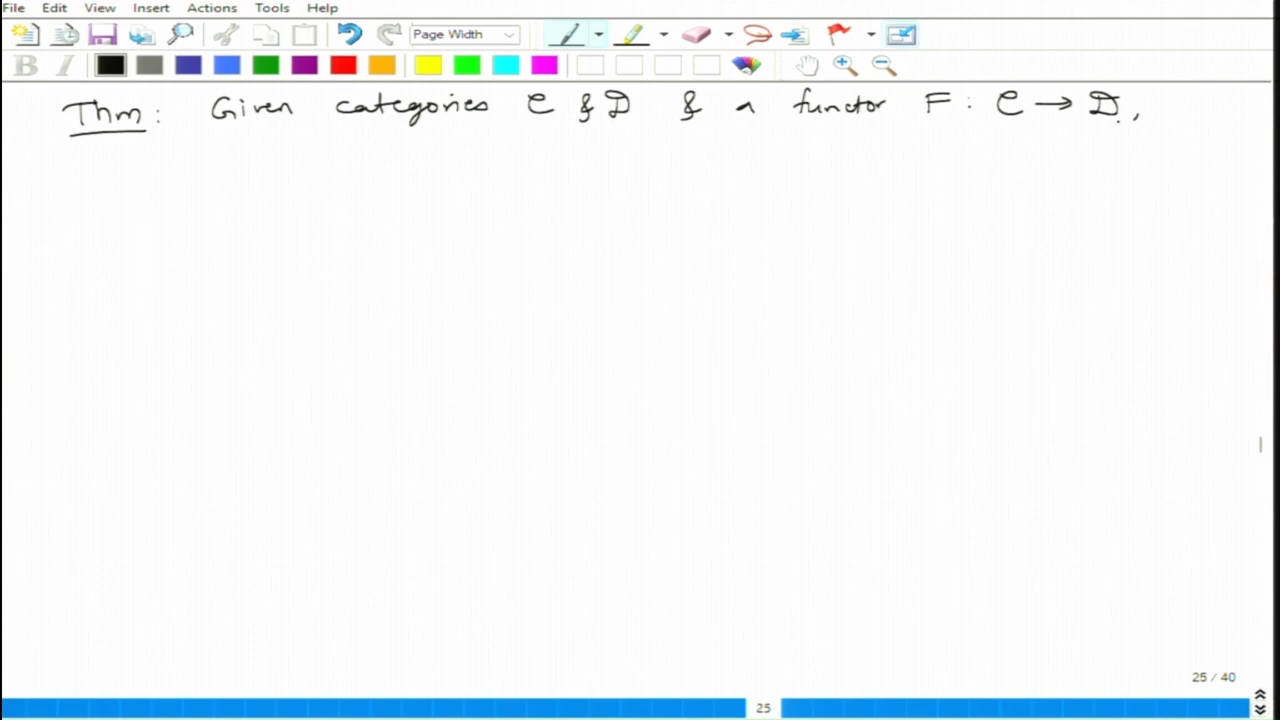 File Edit View Insert Actions Tools Help
Page Width
B I
Thm: Given categories C & D & a functor F: C → D,
25 / 40
25